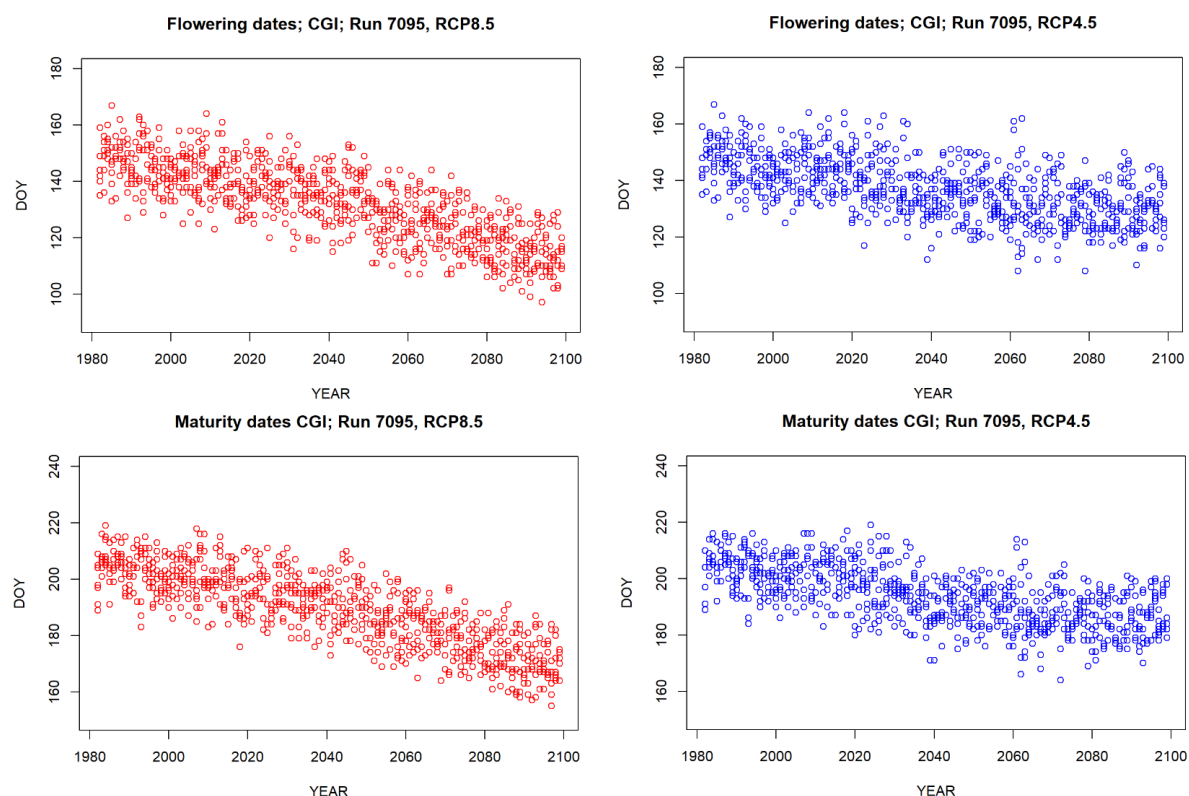 Flowering dates; CGI; Run 7095, RCP8.5
DOY
180
160
140
120
100
1980 2000 2020 2040 2060 2080 2100
YEAR
Flowering dates; CGI; Run 7095, RCP4.5
DOY
180
160
140
120
100
1980 2000 2020 2040 2060 2080 2100
YEAR
Maturity dates CGI; Run 7095, RCP8.5
DOY
240
220
200
180
160
1980 2000 2020 2040 2060 2080 2100
YEAR
Maturity dates CGI; Run 7095, RCP4.5
DOY
240
220
200
180
160
1980 2000 2020 2040 2060 2080 2100
YEAR